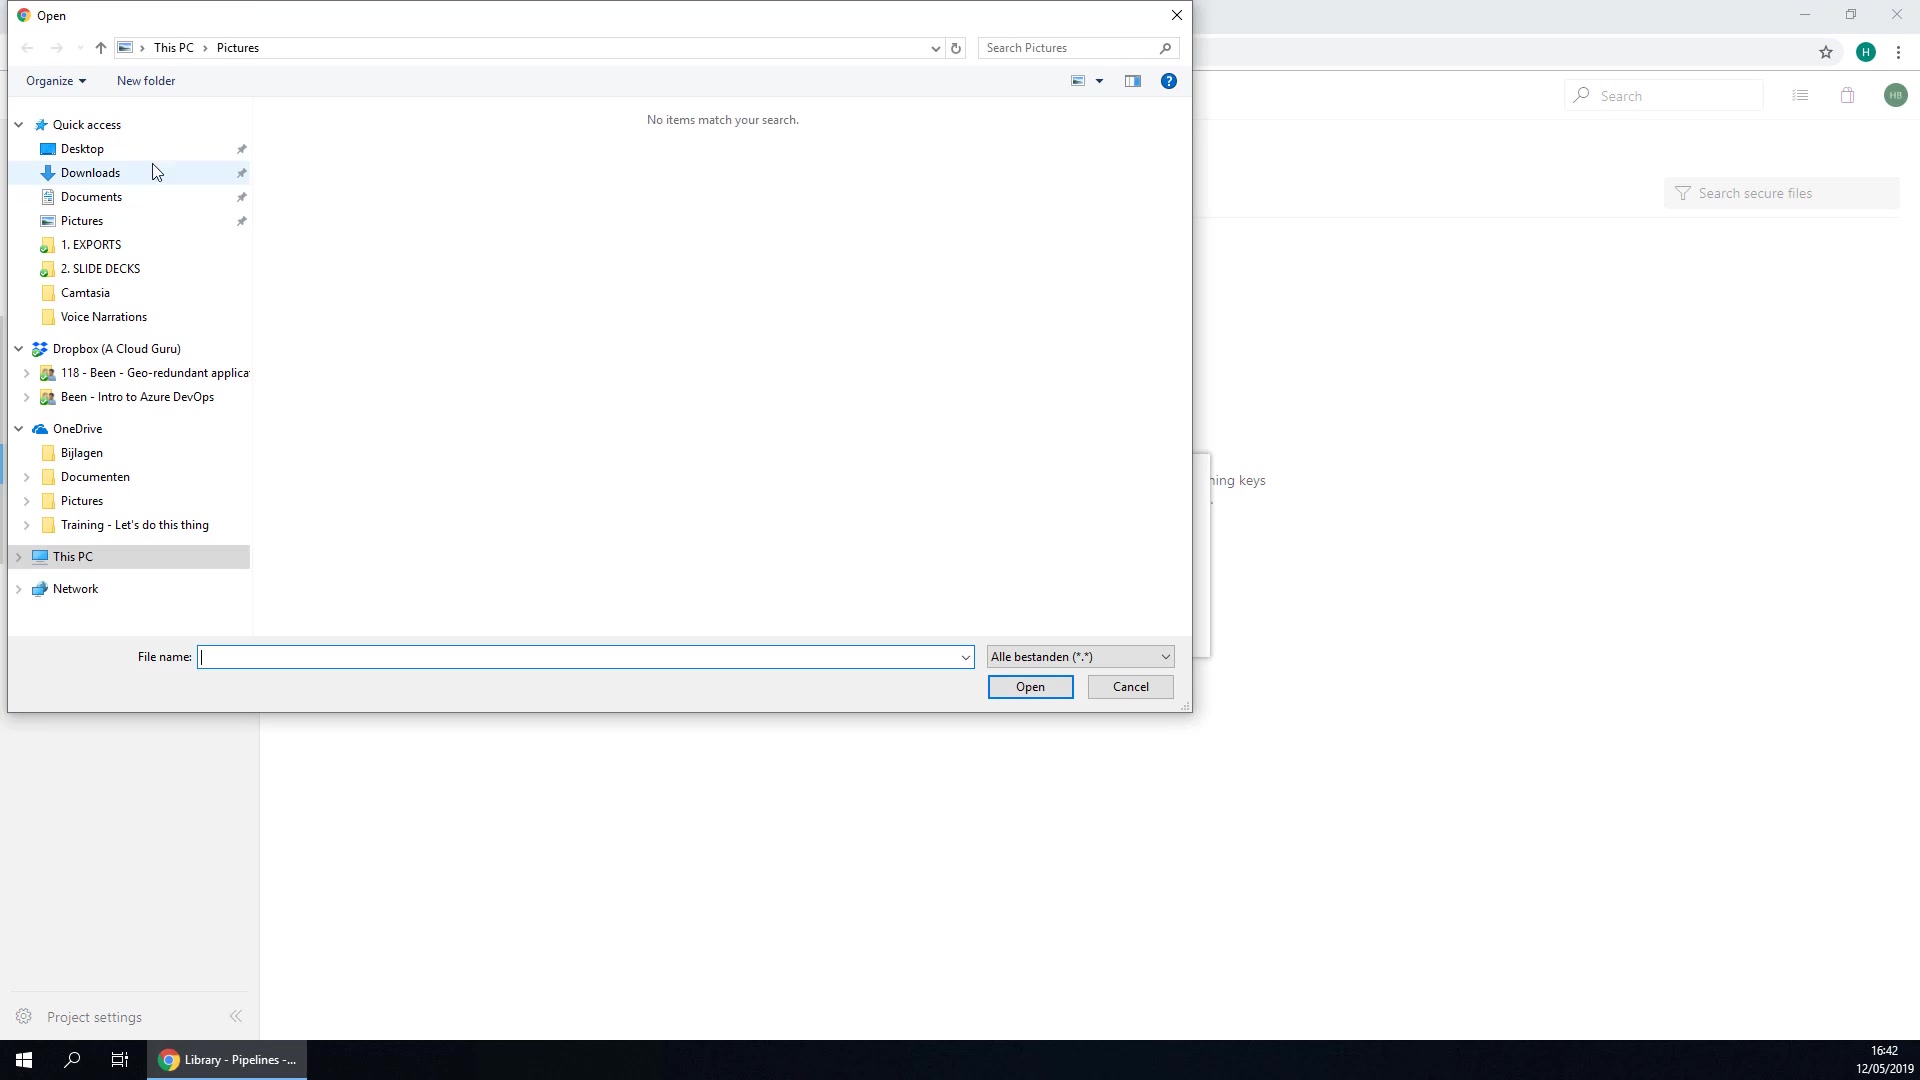 Open
This PC
Pictures
Search Pictures
H
Organize
New folder
?
Search
HB
No items match your search.
Quick access
Desktop
Downloads
Documents
Pictures
1. EXPORTS
2. SLIDE DECKS
Camtasia
Voice Narrations
Search secure files
Dropbox (A Cloud Guru)
118 - Been - Geo-redundant applica
Been - Intro to Azure DevOps
OneDrive
Bijlagen
Documenten
Pictures
Training - Let's do this thing
keys
This PC
Network
File name:
Alle bestanden (*.*)
Open
Cancel
Project settings
Library - Pipelines -...
16:42
12/05/2019